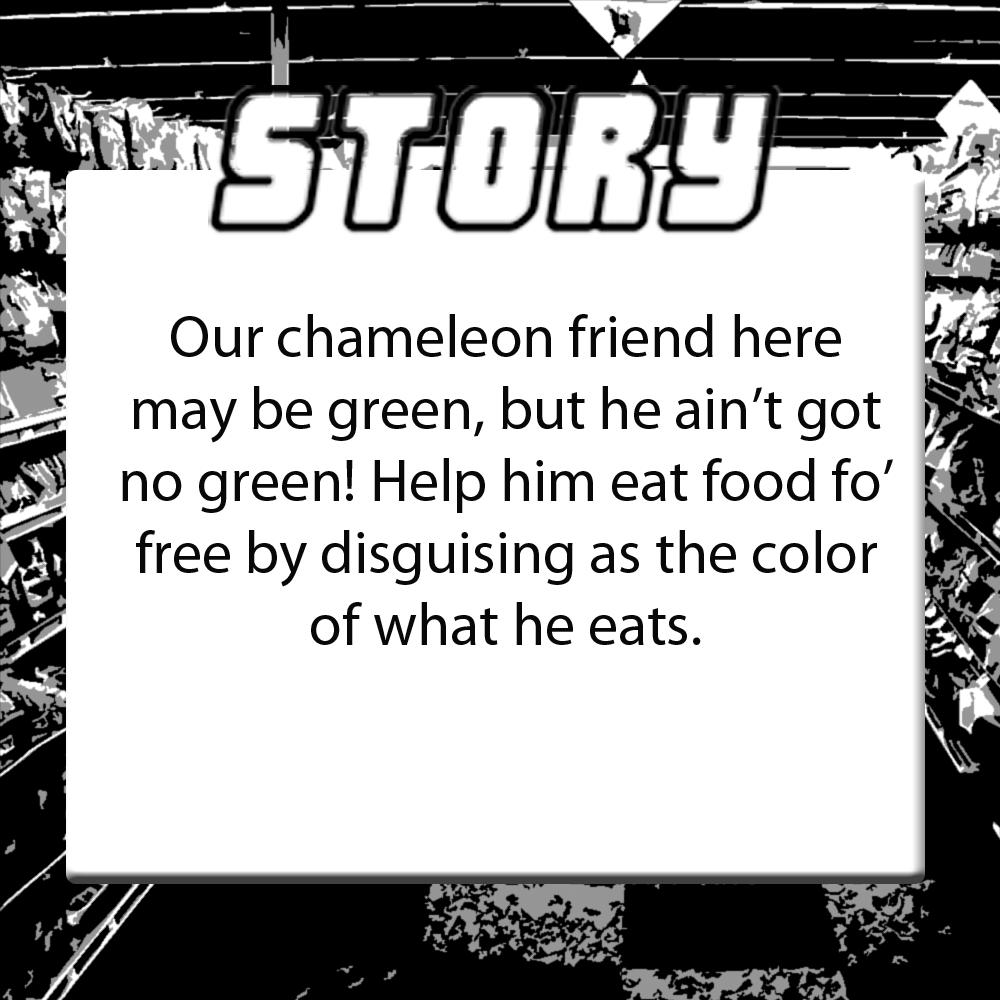 STORY
Our chameleon friend here
may be green, but he ain’t got
no green! Help him eat food fo’
free by disguising as the color
of what he eats.